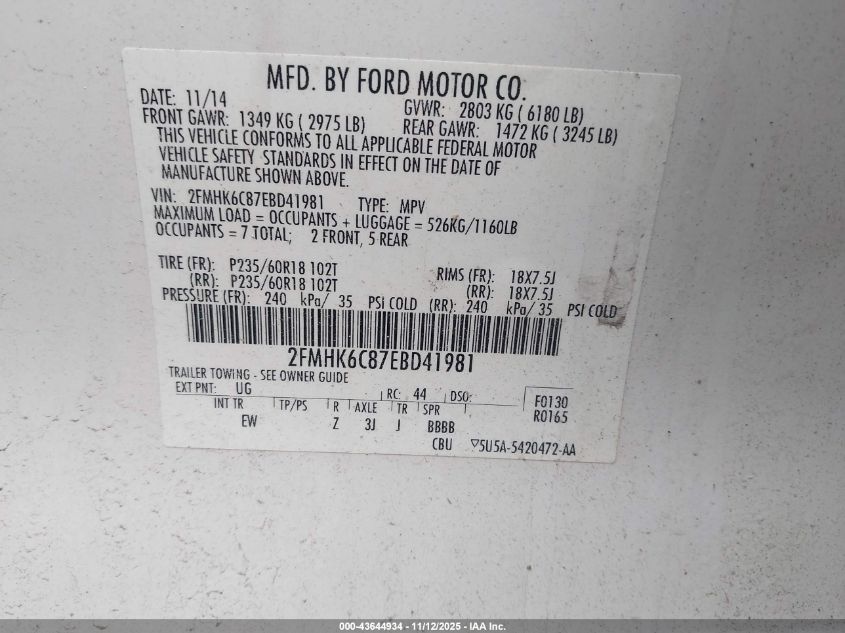 MFD. BY FORD MOTOR CO.
DATE: 11/14 GVWR: 2803 KG ( 6180 LB)
FRONT GAWR: 1349 KG ( 2975 LB) REAR GAWR: 1472 KG ( 3245 LB)
THIS VEHICLE CONFORMS TO ALL APPLICABLE FEDERAL MOTOR
VEHICLE SAFETY STANDARDS IN EFFECT ON THE DATE OF
MANUFACTURE SHOWN ABOVE.
VIN: 2FMHK6C87EBD41981 TYPE: MPV
MAXIMUM LOAD = OCCUPANTS + LUGGAGE = 526KG/1160LB
OCCUPANTS = 7 TOTAL; 2 FRONT, 5 REAR
TIRE (FR): P235/60R18 102T RIMS (FR): 18X7.5J
(RR): P235/60R18 102T (RR): 18X7.5J
PRESSURE (FR): 240 kPa/ 35 PSI COLD (RR): 240 kPa/ 35 PSI COLD
2FMHK6C87EBD41981
TRAILER TOWING - SEE OWNER GUIDE
EXT PNT: UG RC: 44 DSO: F0130
INT TR TP/PS R AXLE TR SPR R0165
EW Z 3J J BBBB
CBU 5U5A-5420472-AA
000-43644934 - 11/12/2025 - IAA Inc.